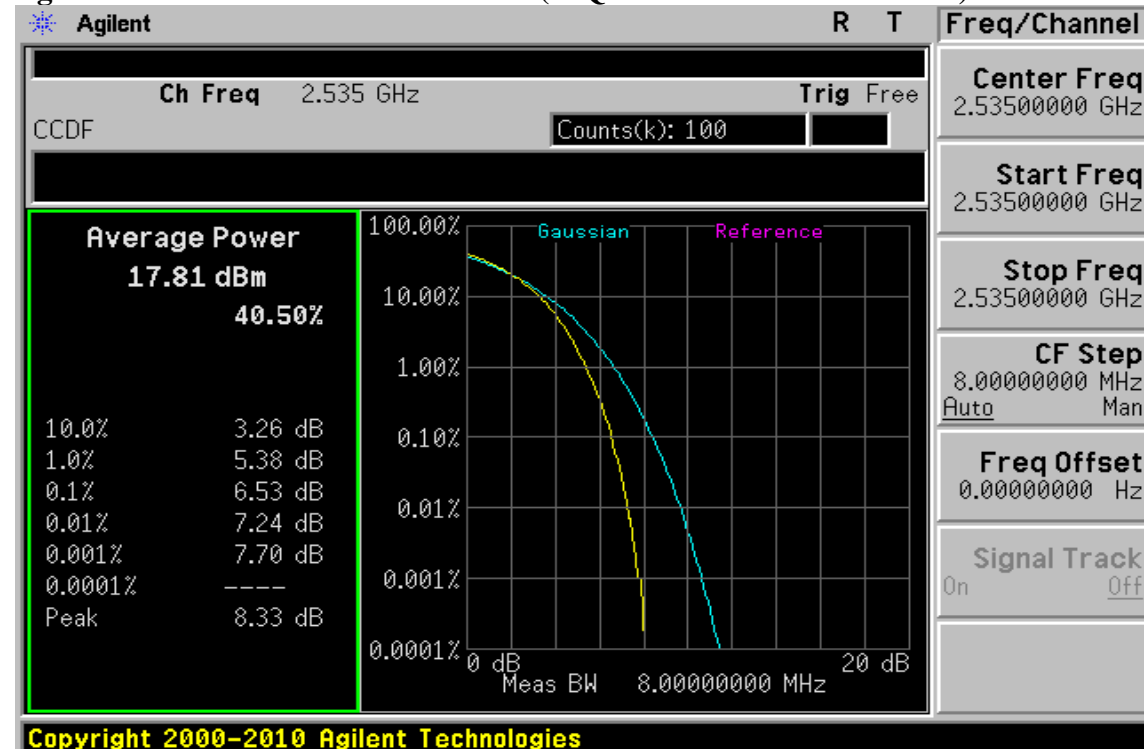 Agilent
R T
Ch Freq 2.535 GHz
Trig Free
CCDF
Counts(k): 100
Average Power
17.81 dBm
40.50%
10.0% 3.26 dB
1.0% 5.38 dB
0.1% 6.53 dB
0.01% 7.24 dB
0.001% 7.70 dB
0.0001% ----
Peak 8.33 dB
Gaussian
Reference
100.00%
10.00%
1.00%
0.10%
0.01%
0.001%
0.0001%
0 dB
20 dB
Meas BW 8.00000000 MHz
Freq/Channel
Center Freq
2.53500000 GHz
Start Freq
2.53500000 GHz
Stop Freq
2.53500000 GHz
CF Step
8.00000000 MHz
Auto Man
Freq Offset
0.00000000 Hz
Signal Track
On Off
Copyright 2000-2010 Agilent Technologies